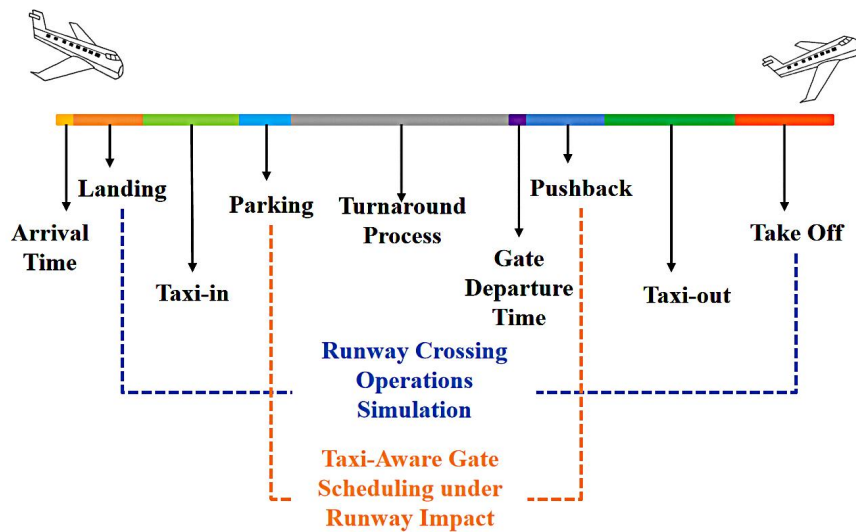 Landing
Arrival
Time
Taxi-in
Parking
Turnaround
Process
Gate
Departure
Time
Pushback
Taxi-out
Take Off
Runway Crossing
Operations
Simulation
Taxi-Aware Gate
Scheduling under
Runway Impact